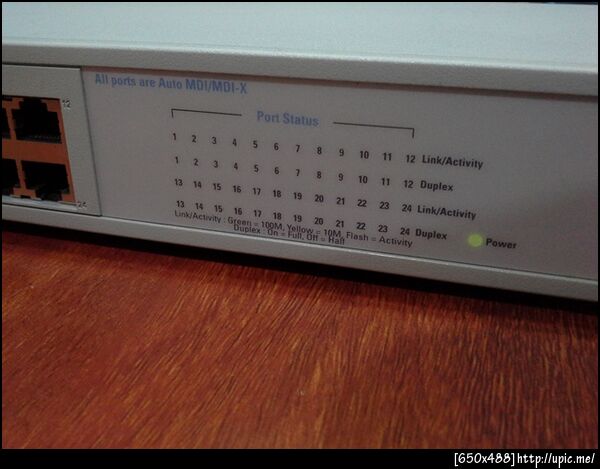 All ports are Auto MDI/MDI-X
12
24
Port Status
1 2 3 4 5 6 7 8 9 10 11 12 Link/Activity
1 2 3 4 5 6 7 8 9 10 11 12 Duplex
13 14 15 16 17 18 19 20 21 22 23 24 Link/Activity
13 14 15 16 17 18 19 20 21 22 23 24 Duplex
Power
Link/Activity : Green = 100M, Yellow = 10M, Flash = Activity
Duplex : On = Full, Off = Half
[650x488]http://upic.me/